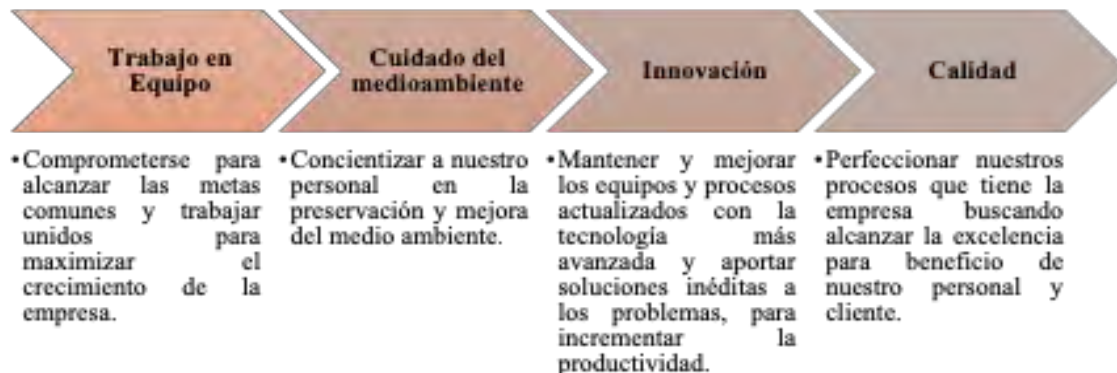 Trabajo en
Equipo
•Comprometerse para
alcanzar las metas
comunes y trabajar
unidos para
maximizar el
crecimiento de la
empresa.
Cuidado del
medioambiente
•Concientizar a nuestro
personal en la
preservación y mejora
del medio ambiente.
Innovación
•Mantener y mejorar
los equipos y procesos
actualizados con la
tecnología más
avanzada y aportar
soluciones inéditas a
los problemas, para
incrementar la
productividad.
Calidad
•Perfeccionar nuestros
procesos que tiene la
empresa buscando
alcanzar la excelencia
para beneficio de
nuestro personal y
cliente.